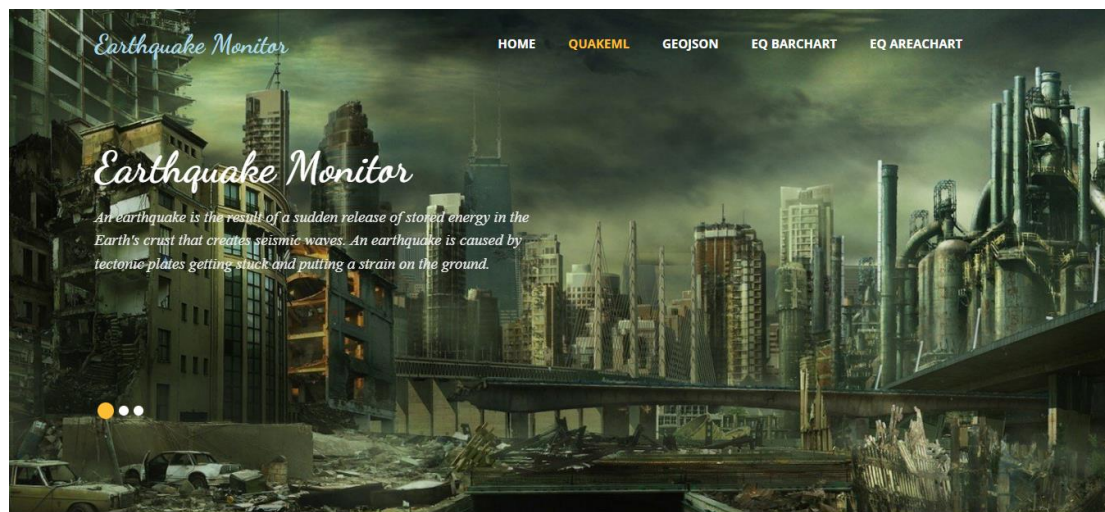 Earthquake Monitor
HOME QUAKEML GEOJSON EQ BARCHART EQ AREACHART
Earthquake Monitor
An earthquake is the result of a sudden release of stored energy in the
Earth's crust that creates seismic waves. An earthquake is caused by
tectonic plates getting stuck and putting a strain on the ground.